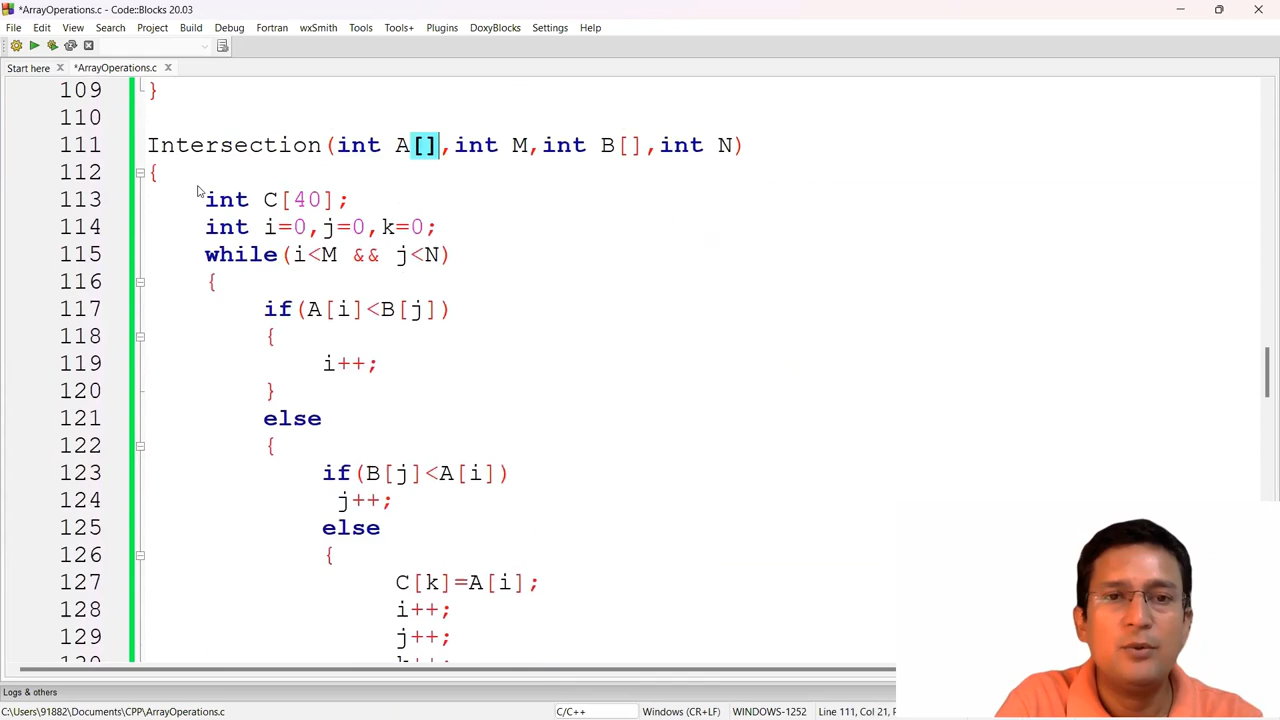 *ArrayOperations.c - Code::Blocks 20.03
File Edit View Search Project Build Debug Fortran wxSmith Tools Tools+ Plugins DoxyBlocks Settings Help
Start here *ArrayOperations.c
109 }
110
111 Intersection(int A[],int M,int B[],int N)
112 {
113 int C[40];
114 int i=0,j=0,k=0;
115 while(i<M && j<N)
116 {
117 if(A[i]<B[j])
118 {
119 i++;
120 }
121 else
122 {
123 if(B[j]<A[i])
124 j++;
125 else
126 {
127 C[k]=A[i];
128 i++;
129 j++;
Logs & others
C:\Users\91882\Documents\CPP\ArrayOperations.c C/C++ Windows (CR+LF) WINDOWS-1252 Line 111, Col 21, P